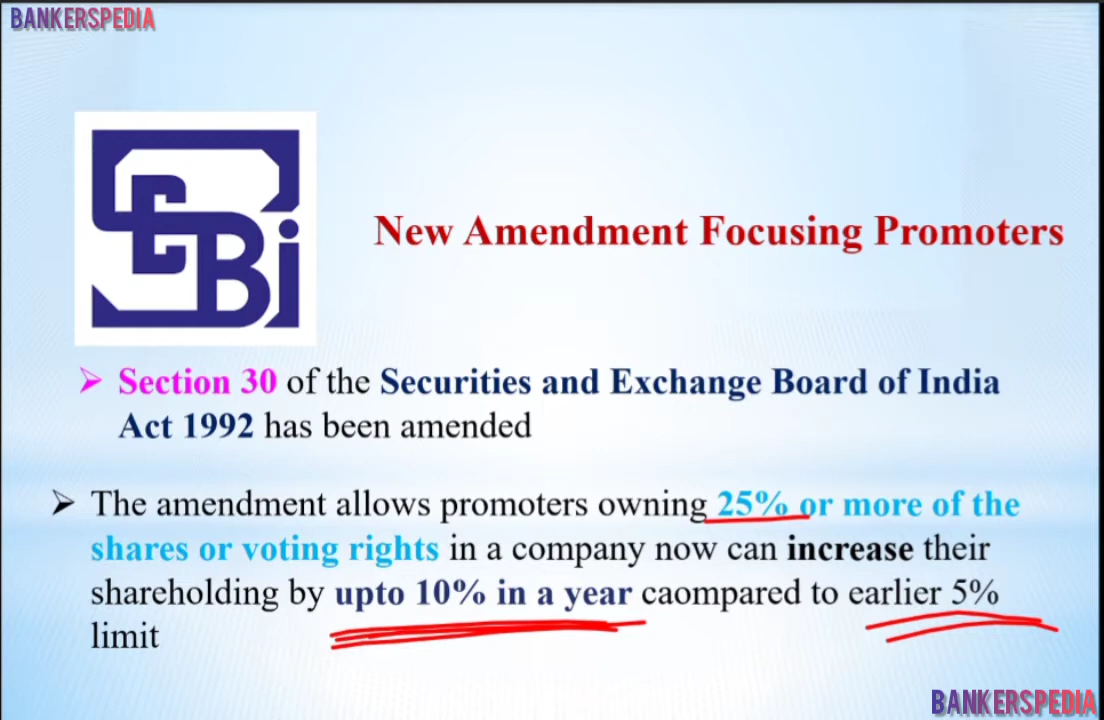 BANKERSPEDIA
SEBi
New Amendment Focusing Promoters
Section 30 of the Securities and Exchange Board of India
Act 1992 has been amended
The amendment allows promoters owning 25% or more of the
shares or voting rights in a company now can increase their
shareholding by upto 10% in a year caompared to earlier 5%
limit
BANKERSPEDIA